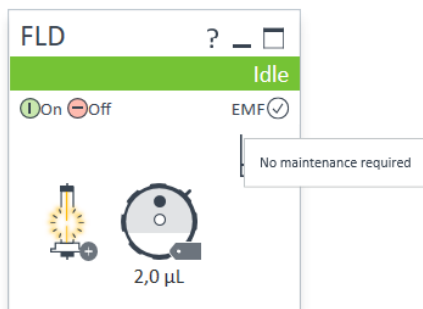 FLD ?
Idle
On Off EMF
No maintenance required
2,0 µL